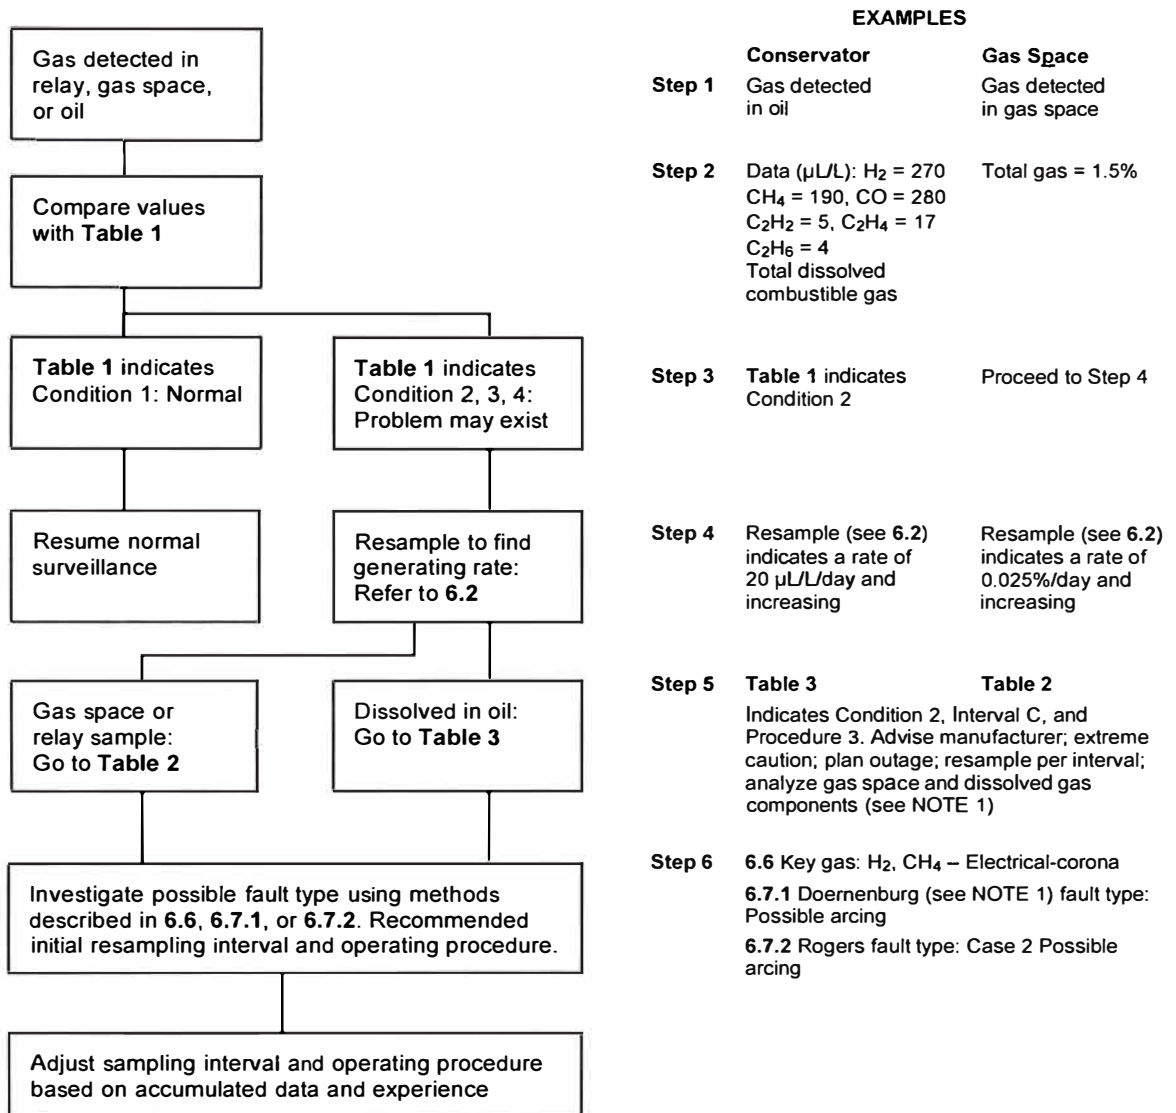 Gas detected in
relay, gas space,
or oil
Compare values
with Table 1
Table 1 indicates
Condition 1: Normal
Table 1 indicates
Condition 2, 3, 4:
Problem may exist
Resume normal
surveillance
Resample to find
generating rate:
Refer to 6.2
Gas space or
relay sample:
Go to Table 2
Dissolved in oil:
Go to Table 3
Investigate possible fault type using methods
described in 6.6, 6.7.1, or 6.7.2. Recommended
initial resampling interval and operating procedure.
Adjust sampling interval and operating procedure
based on accumulated data and experience
EXAMPLES
Conservator
Gas Space
Step 1
Gas detected
in oil
Gas detected
in gas space
Step 2
Data (µL/L): H₂ = 270
CH₄ = 190, CO = 280
C₂H₂ = 5, C₂H₄ = 17
C₂H₆ = 4
Total dissolved
combustible gas
Total gas = 1.5%
Step 3
Table 1 indicates
Condition 2
Proceed to Step 4
Step 4
Resample (see 6.2)
indicates a rate of
20 µL/L/day and
increasing
Resample (see 6.2)
indicates a rate of
0.025%/day and
increasing
Step 5
Table 3
Table 2
Indicates Condition 2, Interval C, and
Procedure 3. Advise manufacturer; extreme
caution; plan outage; resample per interval;
analyze gas space and dissolved gas
components (see NOTE 1)
Step 6
6.6 Key gas: H₂, CH₄ – Electrical-corona
6.7.1 Doernenburg (see NOTE 1) fault type:
Possible arcing
6.7.2 Rogers fault type: Case 2 Possible
arcing